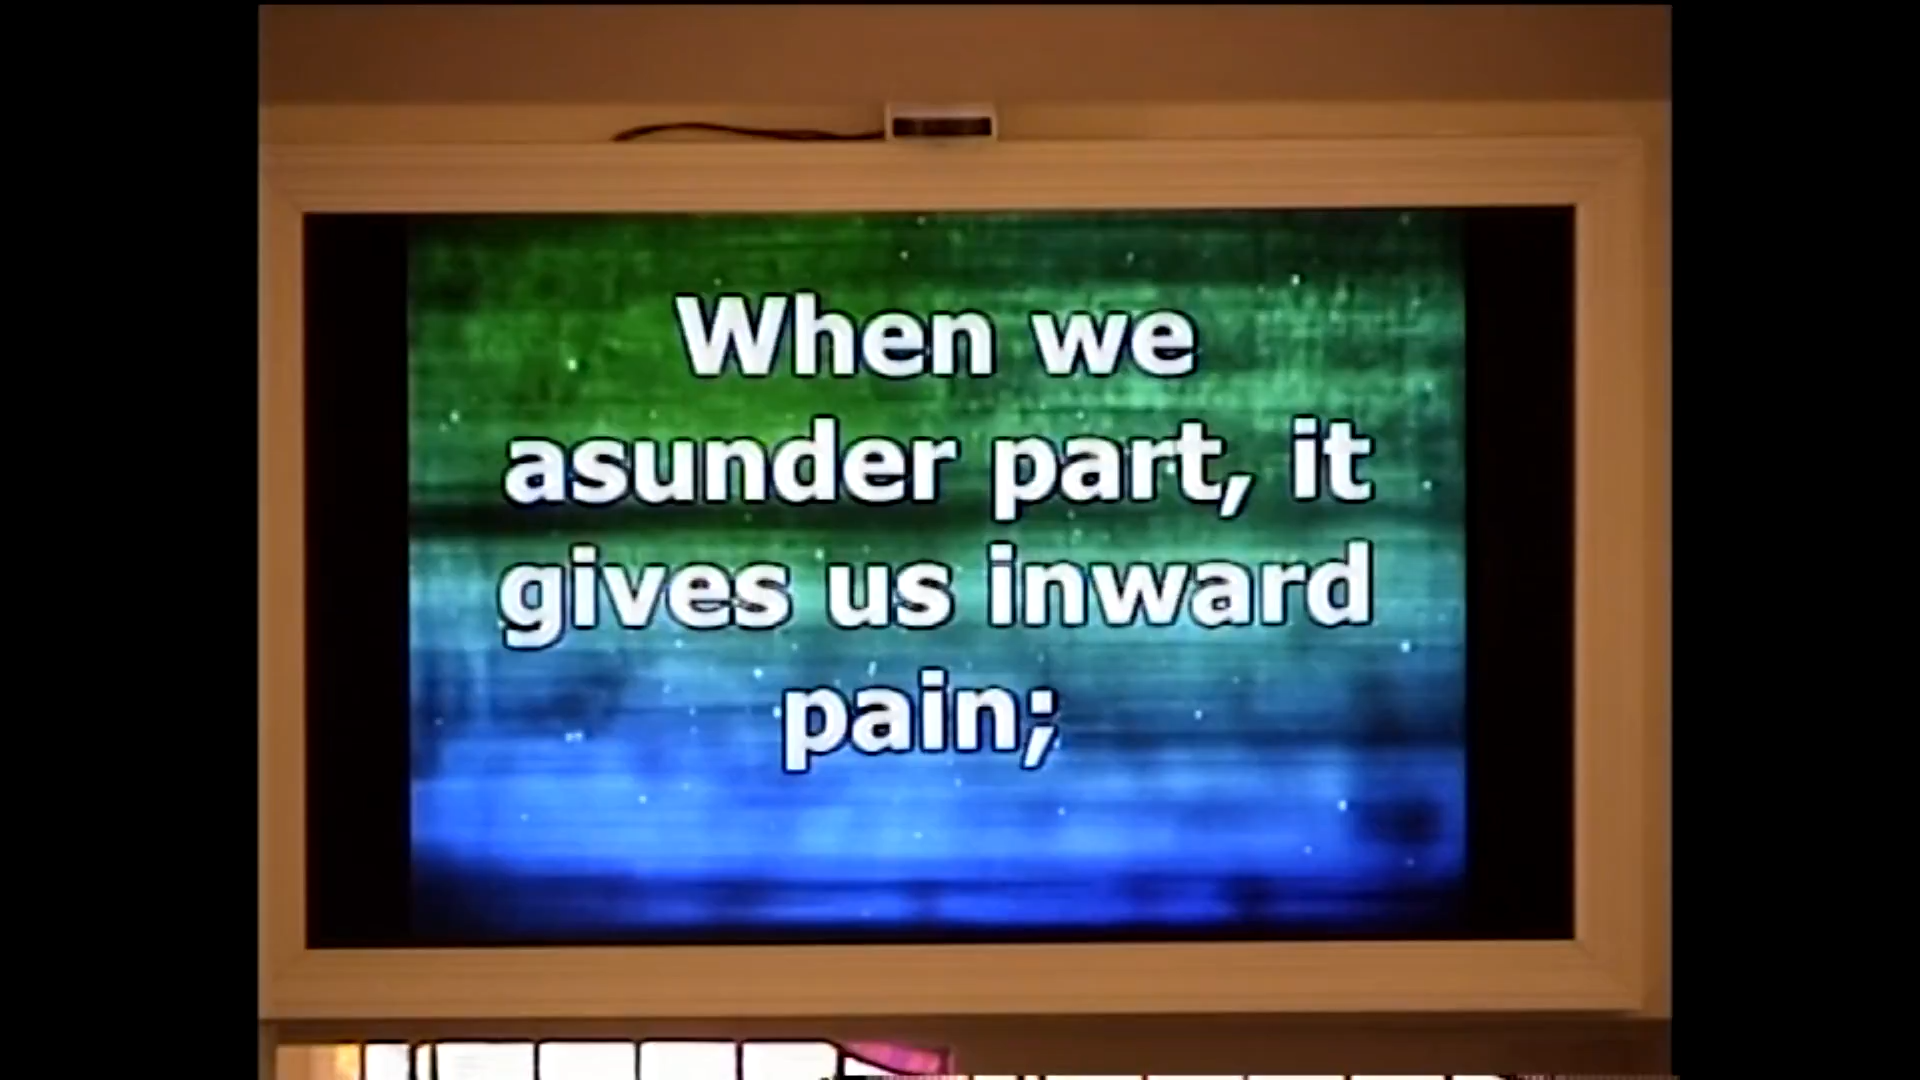 When we
asunder part, it
gives us inward
pain;